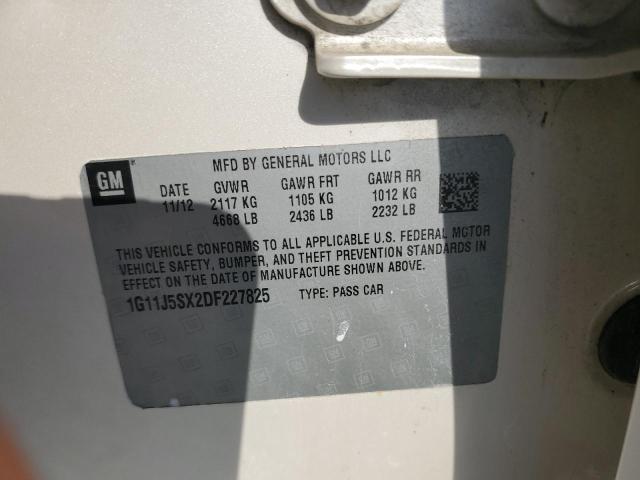 MFD BY GENERAL MOTORS LLC
GM
DATE GVWR GAWR FRT GAWR RR
11/12 2117 KG 1105 KG 1012 KG
4668 LB 2436 LB 2232 LB
THIS VEHICLE CONFORMS TO ALL APPLICABLE U.S. FEDERAL MOTOR
VEHICLE SAFETY, BUMPER, AND THEFT PREVENTION STANDARDS IN
EFFECT ON THE DATE OF MANUFACTURE SHOWN ABOVE.
1G11J5SX2DF227825 TYPE: PASS CAR